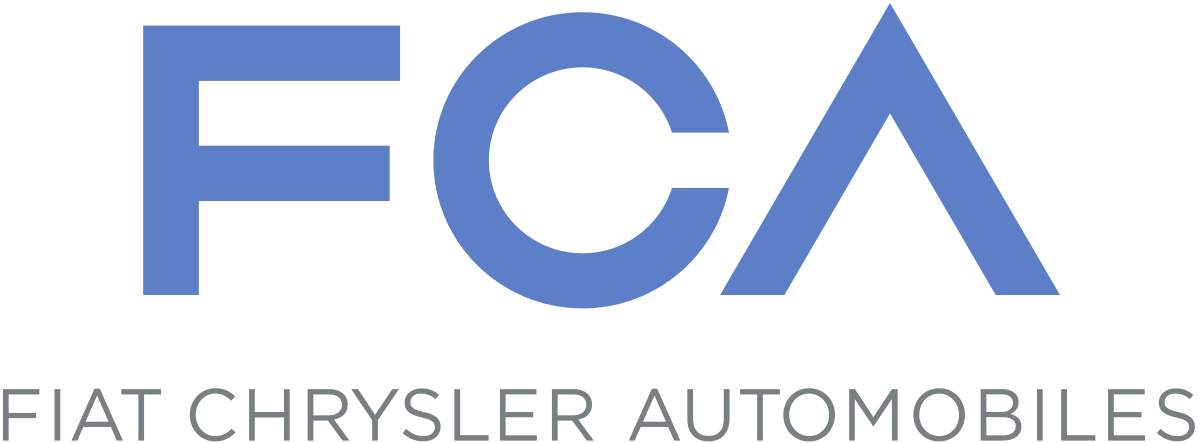 FCA
FIAT CHRYSLER AUTOMOBILES